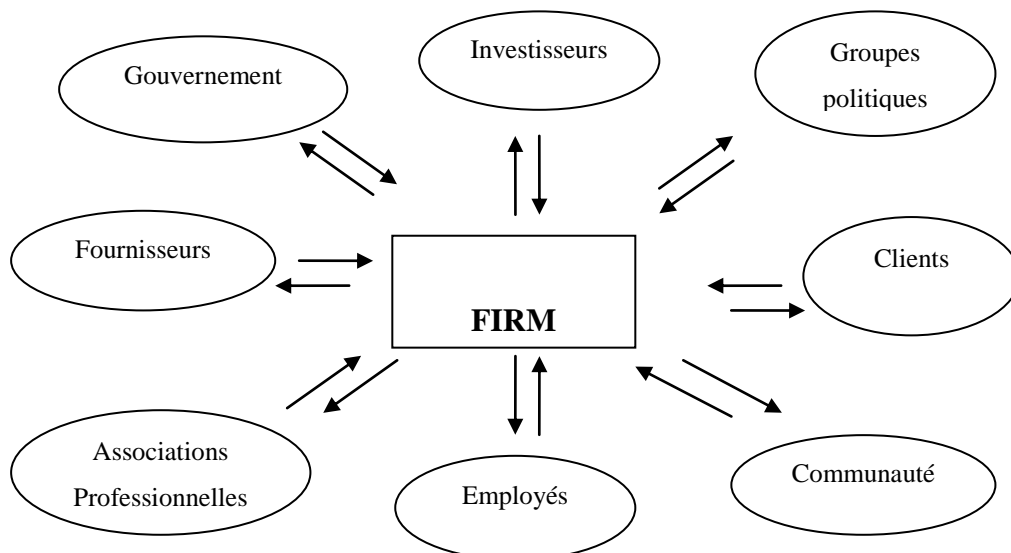 Gouvernement
Investisseurs
Groupes
politiques
Fournisseurs
Clients
FIRM
Associations
Professionnelles
Employés
Communauté